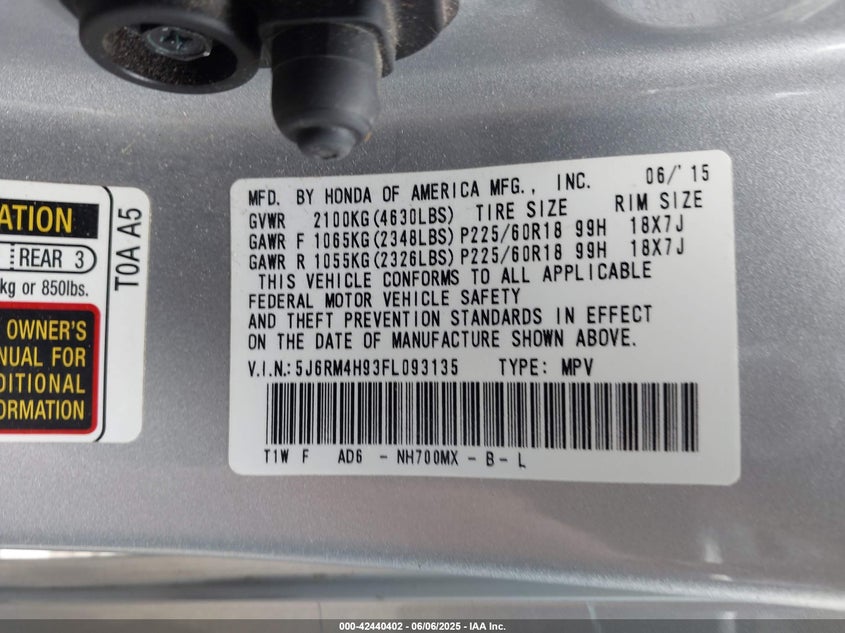 ATION
REAR 3
kg or 850lbs.
OWNER'S
NUAL FOR
DITIONAL
ORMATION
T0A A5
MFD. BY HONDA OF AMERICA MFG., INC. 06/'15
GVWR 2100KG(4630LBS) TIRE SIZE RIM SIZE
GAWR F 1065KG(2348LBS) P225/60R18 99H 18X7J
GAWR R 1055KG(2326LBS) P225/60R18 99H 18X7J
THIS VEHICLE CONFORMS TO ALL APPLICABLE
FEDERAL MOTOR VEHICLE SAFETY
AND THEFT PREVENTION STANDARDS IN EFFECT
ON THE DATE OF MANUFACTURE SHOWN ABOVE.
V.I.N.: 5J6RM4H93FL093135 TYPE: MPV
T1W F AD6 - NH700MX - B - L
000-42440402 - 06/06/2025 - IAA Inc.